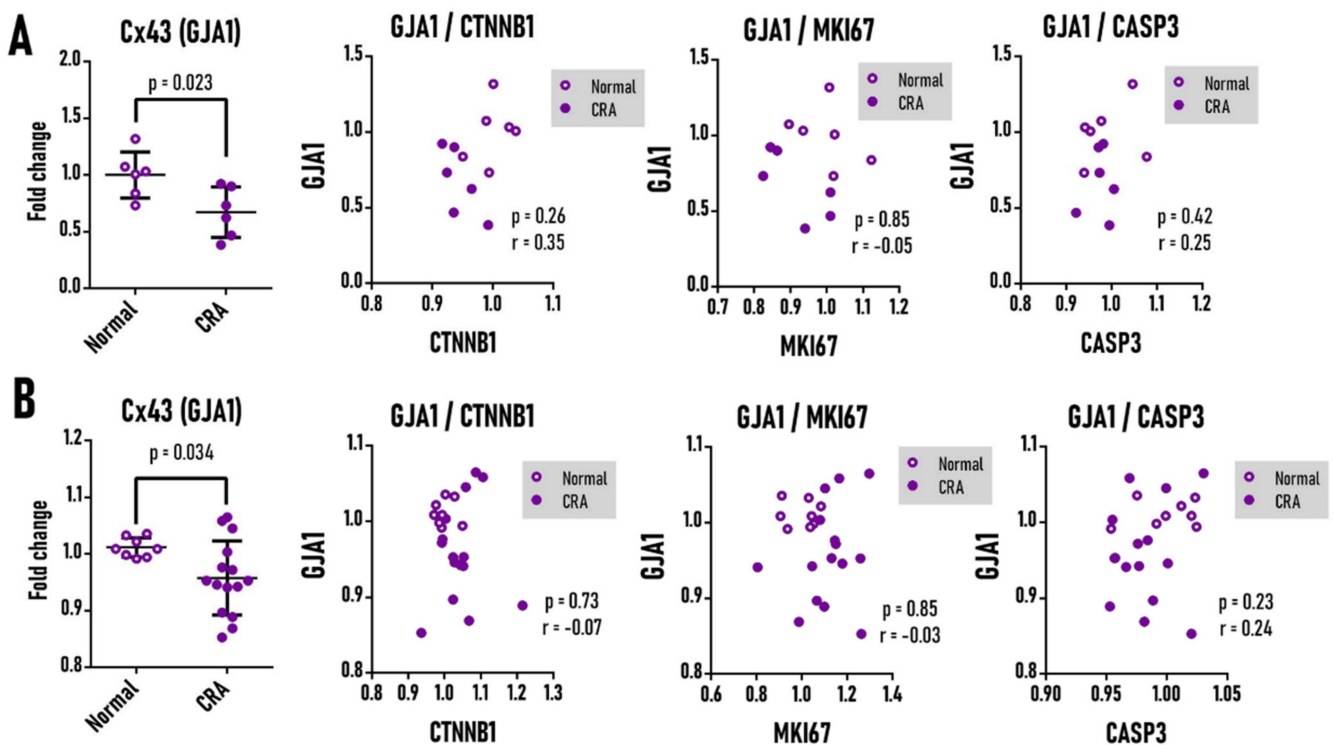 A
Cx43 (GJA1)
p = 0.023
2.0
1.5
1.0
0.5
0.0
Fold change
Normal
CRA
GJA1 / CTNNB1
1.5
1.0
0.5
0.0
GJA1
Normal
CRA
p = 0.26
r = 0.35
0.8 0.9 1.0 1.1
CTNNB1
GJA1 / MKI67
1.5
1.0
0.5
0.0
GJA1
Normal
CRA
p = 0.85
r = -0.05
0.7 0.8 0.9 1.0 1.1 1.2
MKI67
GJA1 / CASP3
1.5
1.0
0.5
0.0
GJA1
Normal
CRA
p = 0.42
r = 0.25
0.8 0.9 1.0 1.1 1.2
CASP3
B
Cx43 (GJA1)
p = 0.034
1.2
1.1
1.0
0.9
0.8
Fold change
Normal
CRA
GJA1 / CTNNB1
1.1
1.0
0.9
0.8
GJA1
Normal
CRA
p = 0.73
r = -0.07
0.8 0.9 1.0 1.1 1.2 1.3
CTNNB1
GJA1 / MKI67
1.1
1.0
0.9
0.8
GJA1
Normal
CRA
p = 0.85
r = -0.03
0.6 0.8 1.0 1.2 1.4
MKI67
GJA1 / CASP3
1.1
1.0
0.9
0.8
GJA1
Normal
CRA
p = 0.23
r = 0.24
0.90 0.95 1.00 1.05
CASP3